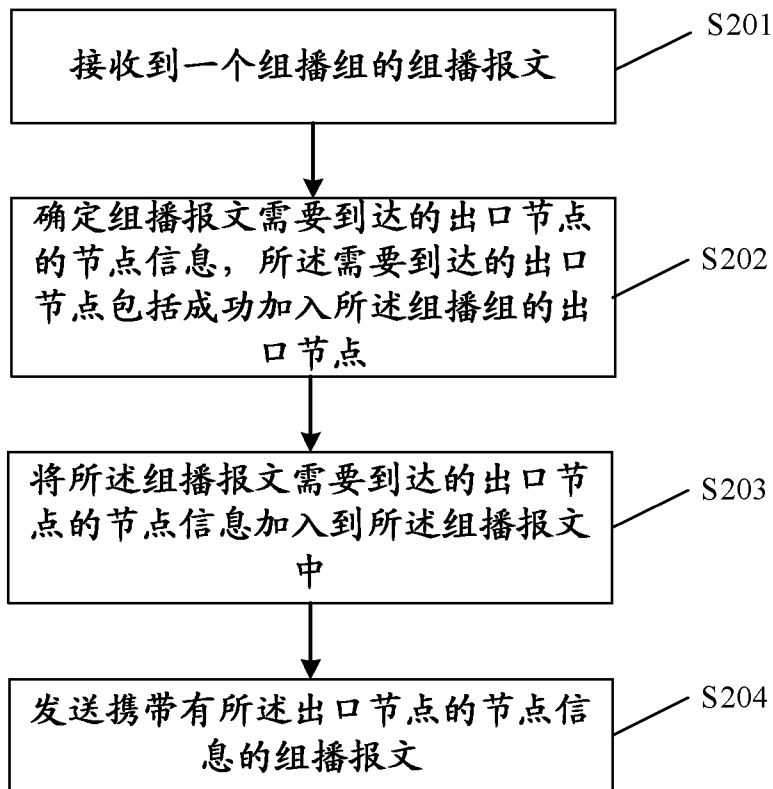 接收到一个组播组的组播报文
S201
确定组播报文需要到达的出口节点
的节点信息，所述需要到达的出口
节点包括成功加入所述组播组的出
口节点
S202
将所述组播报文需要到达的出口节
点的节点信息加入到所述组播报文
中
S203
发送携带有所述出口节点的节点信
息的组播报文
S204